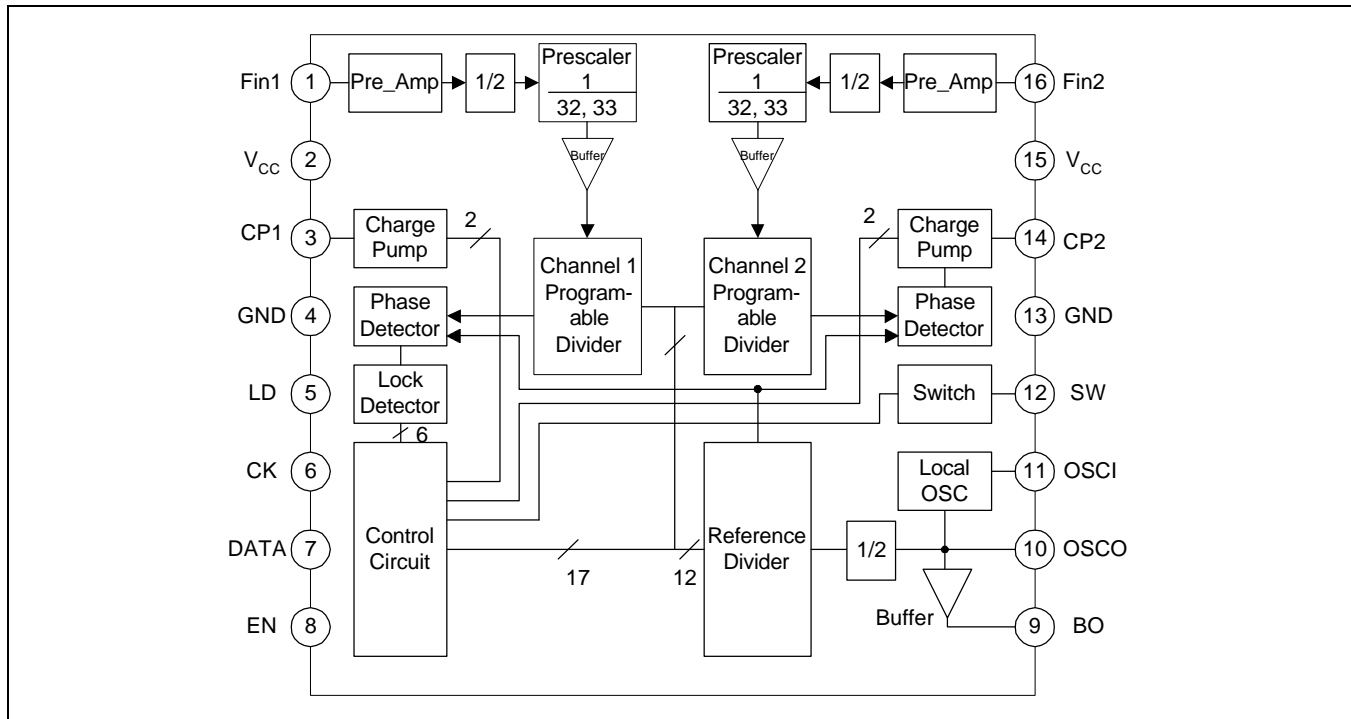 Fin1
1
Pre_Amp
1/2
Prescaler
1
32, 33
Prescaler
1
32, 33
1/2
Pre_Amp
16
Fin2
Buffer
Buffer
VCC
2
15
VCC
CP1
3
Charge
Pump
2
2
Charge
Pump
14
CP2
Channel 1
Program-
able
Divider
Channel 2
Program-
able
Divider
GND
4
Phase
Detector
Phase
Detector
13
GND
LD
5
Lock
Detector
6
Switch
12
SW
CK
6
Local
OSC
11
OSCI
DATA
7
Control
Circuit
17
12
Reference
Divider
1/2
10
OSCO
EN
8
Buffer
9
BO